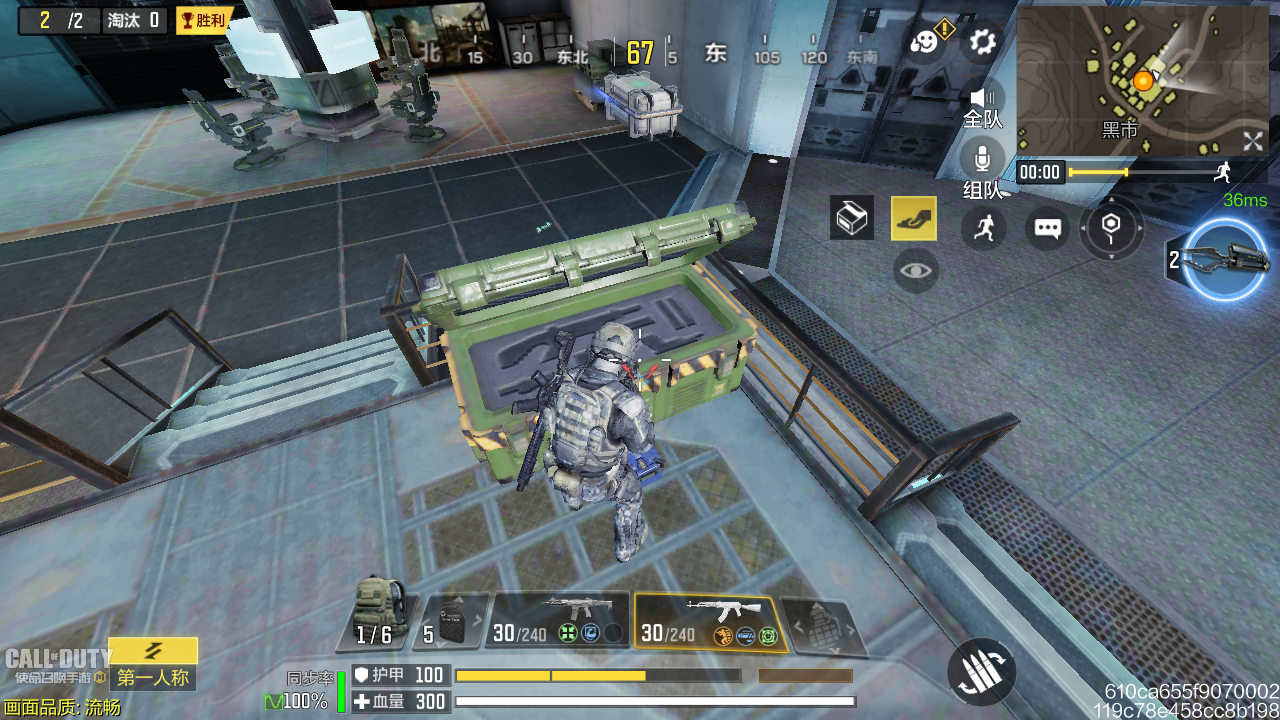 2 /2 淘汰 0 胜利
北 15 30 东北 67 5 东 105 120 东南
全队
黑市
组队
00:00
36ms
2
1/6 5 30/240 30/240
CALL OF DUTY
使命召唤手游
第一人称
同步率 护甲 100
100% 血量 300
画面品质: 流畅
610ca655f9070002
119c78e458cc8b198